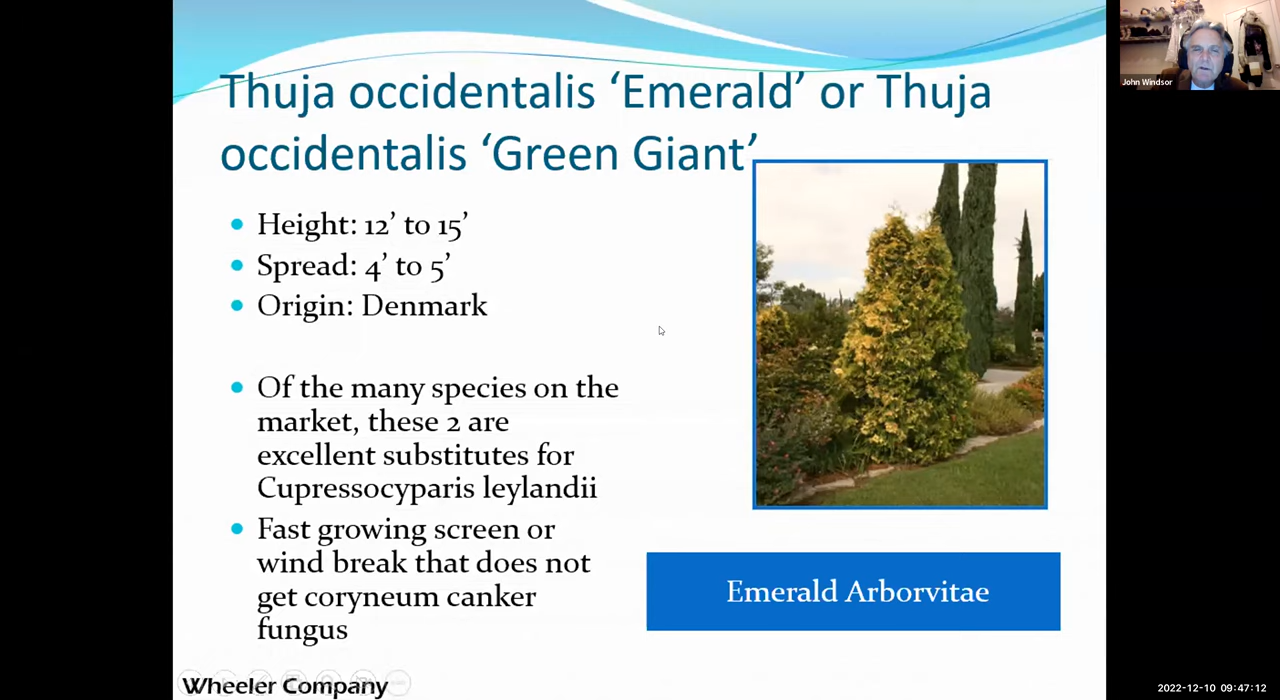 Thuja occidentalis ‘Emerald’ or Thuja
occidentalis ‘Green Giant’
• Height: 12’ to 15’
• Spread: 4’ to 5’
• Origin: Denmark
• Of the many species on the
market, these 2 are
excellent substitutes for
Cupressocyparis leylandii
• Fast growing screen or
wind break that does not
get coryneum canker
fungus
Emerald Arborvitae
Wheeler Company
John Windsor
2022-12-10 09:47:12